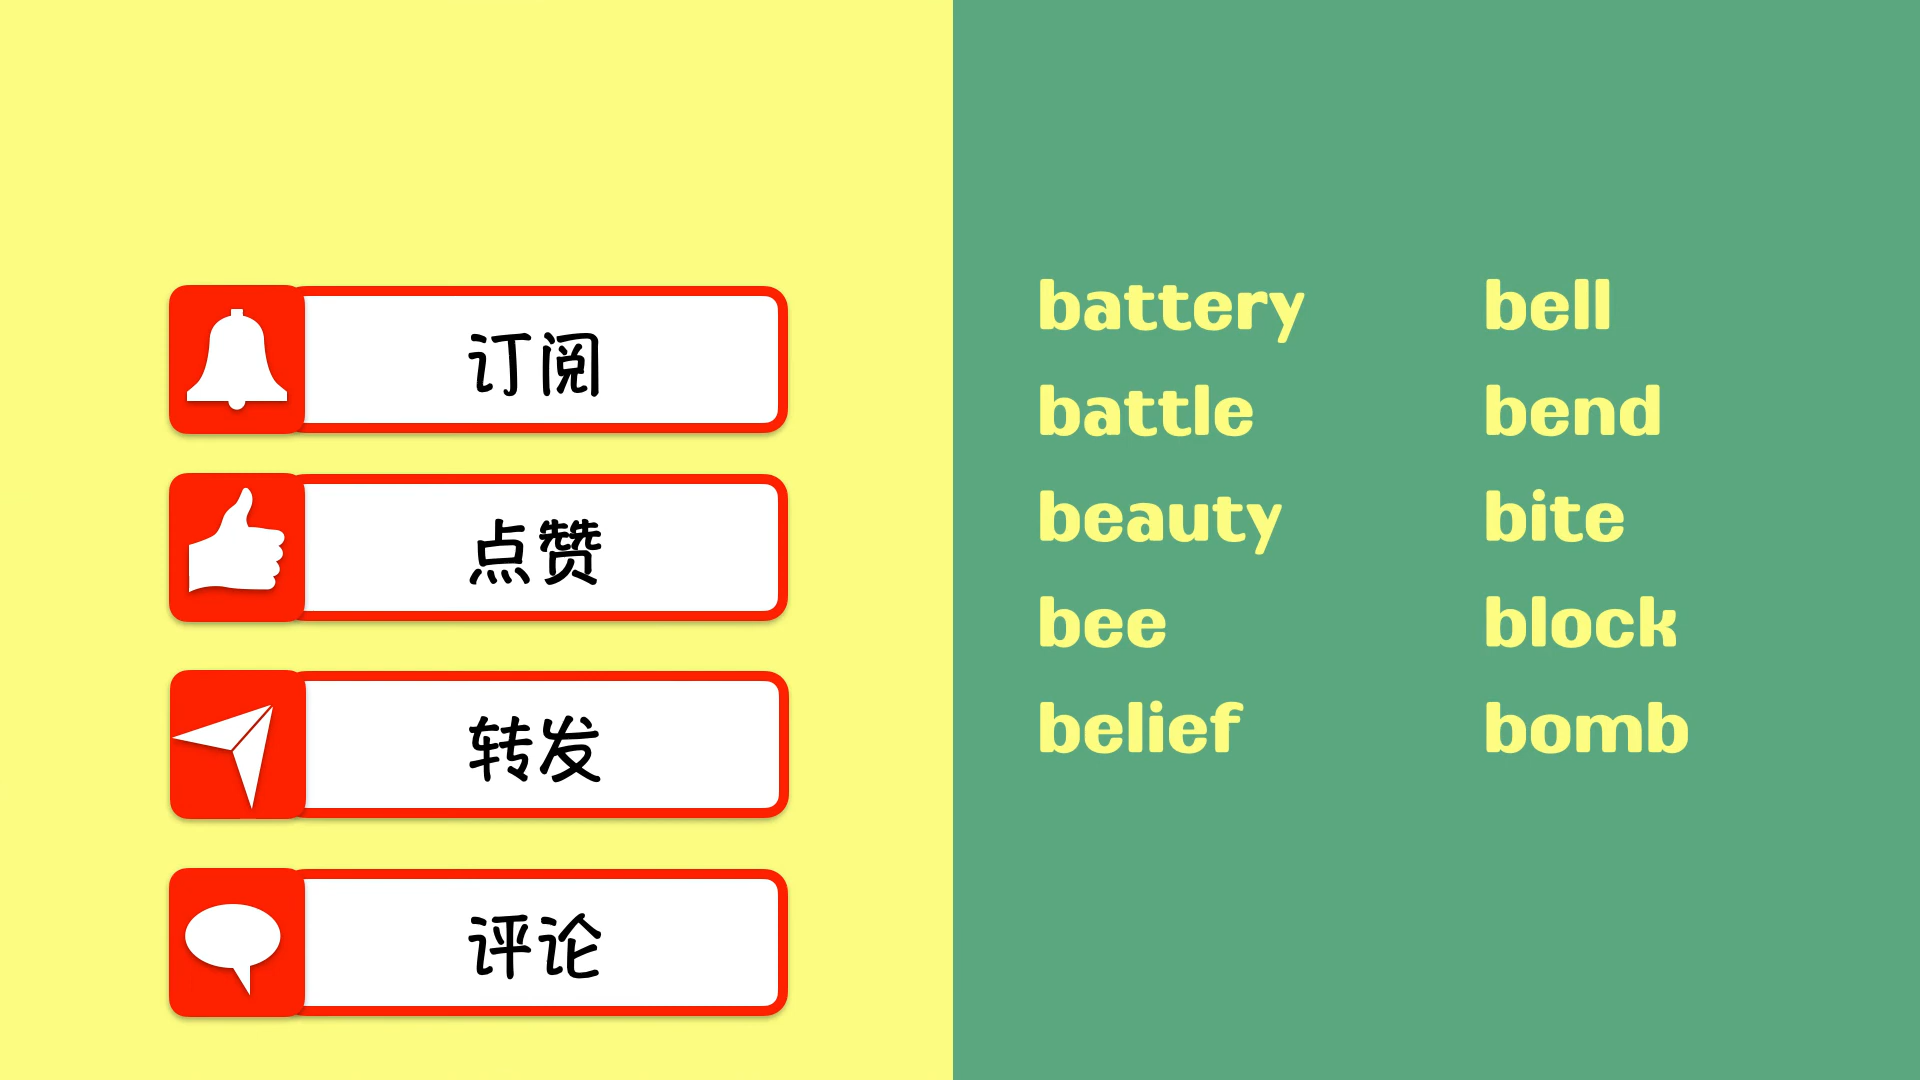 订阅
点赞
转发
评论
battery
battle
beauty
bee
belief
bell
bend
bite
block
bomb